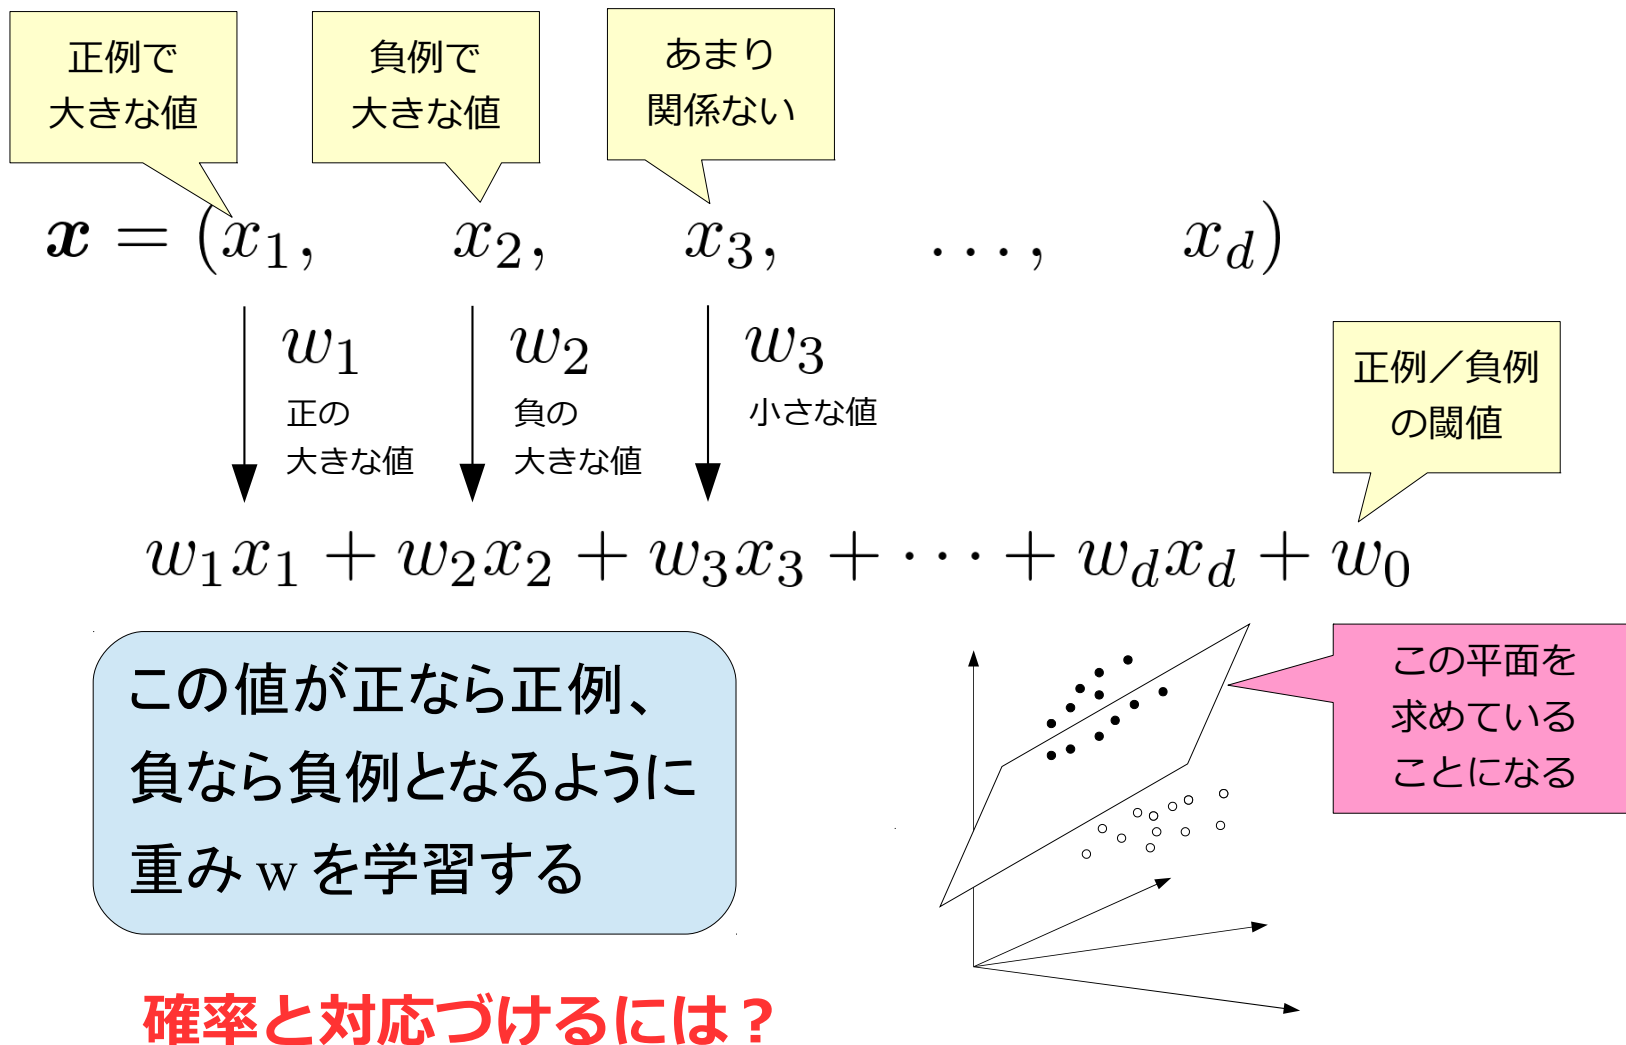 正例で
大きな値
負例で
大きな値
あまり
関係ない
x = (x1, x2, x3, ..., xd)
w1
正の
大きな値
w2
負の
大きな値
w3
小さな値
正例／負例
の閾値
w1x1 + w2x2 + w3x3 + ··· + wdxd + w0
この値が正なら正例、
負なら負例となるように
重み w を学習する
この平面を
求めている
ことになる
確率と対応づけるには？